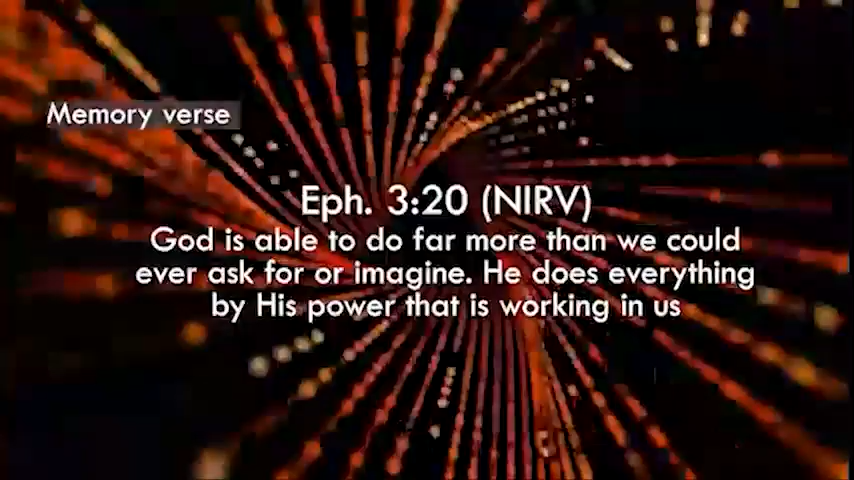 Memory verse
Eph. 3:20 (NIRV)
God is able to do far more than we could
ever ask for or imagine. He does everything
by His power that is working in us